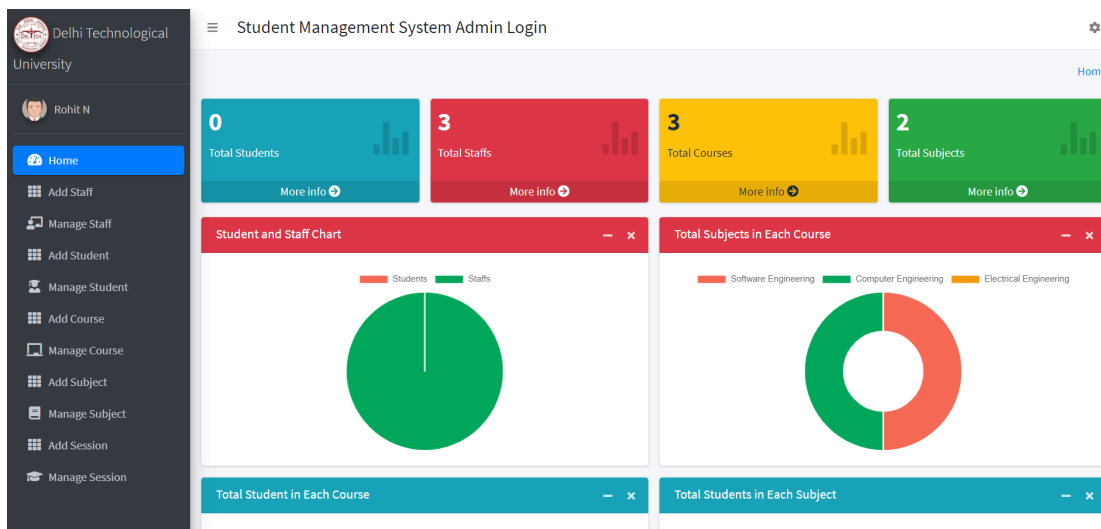 Delhi Technological
University
Rohit N
Home
Add Staff
Manage Staff
Add Student
Manage Student
Add Course
Manage Course
Add Subject
Manage Subject
Add Session
Manage Session
Student Management System Admin Login
Hom
0
Total Students
More info
3
Total Staffs
More info
3
Total Courses
More info
2
Total Subjects
More info
Student and Staff Chart
Students Staffs
Total Subjects in Each Course
Software Engineering Computer Engineering Electrical Engineering
Total Student in Each Course
Total Students in Each Subject